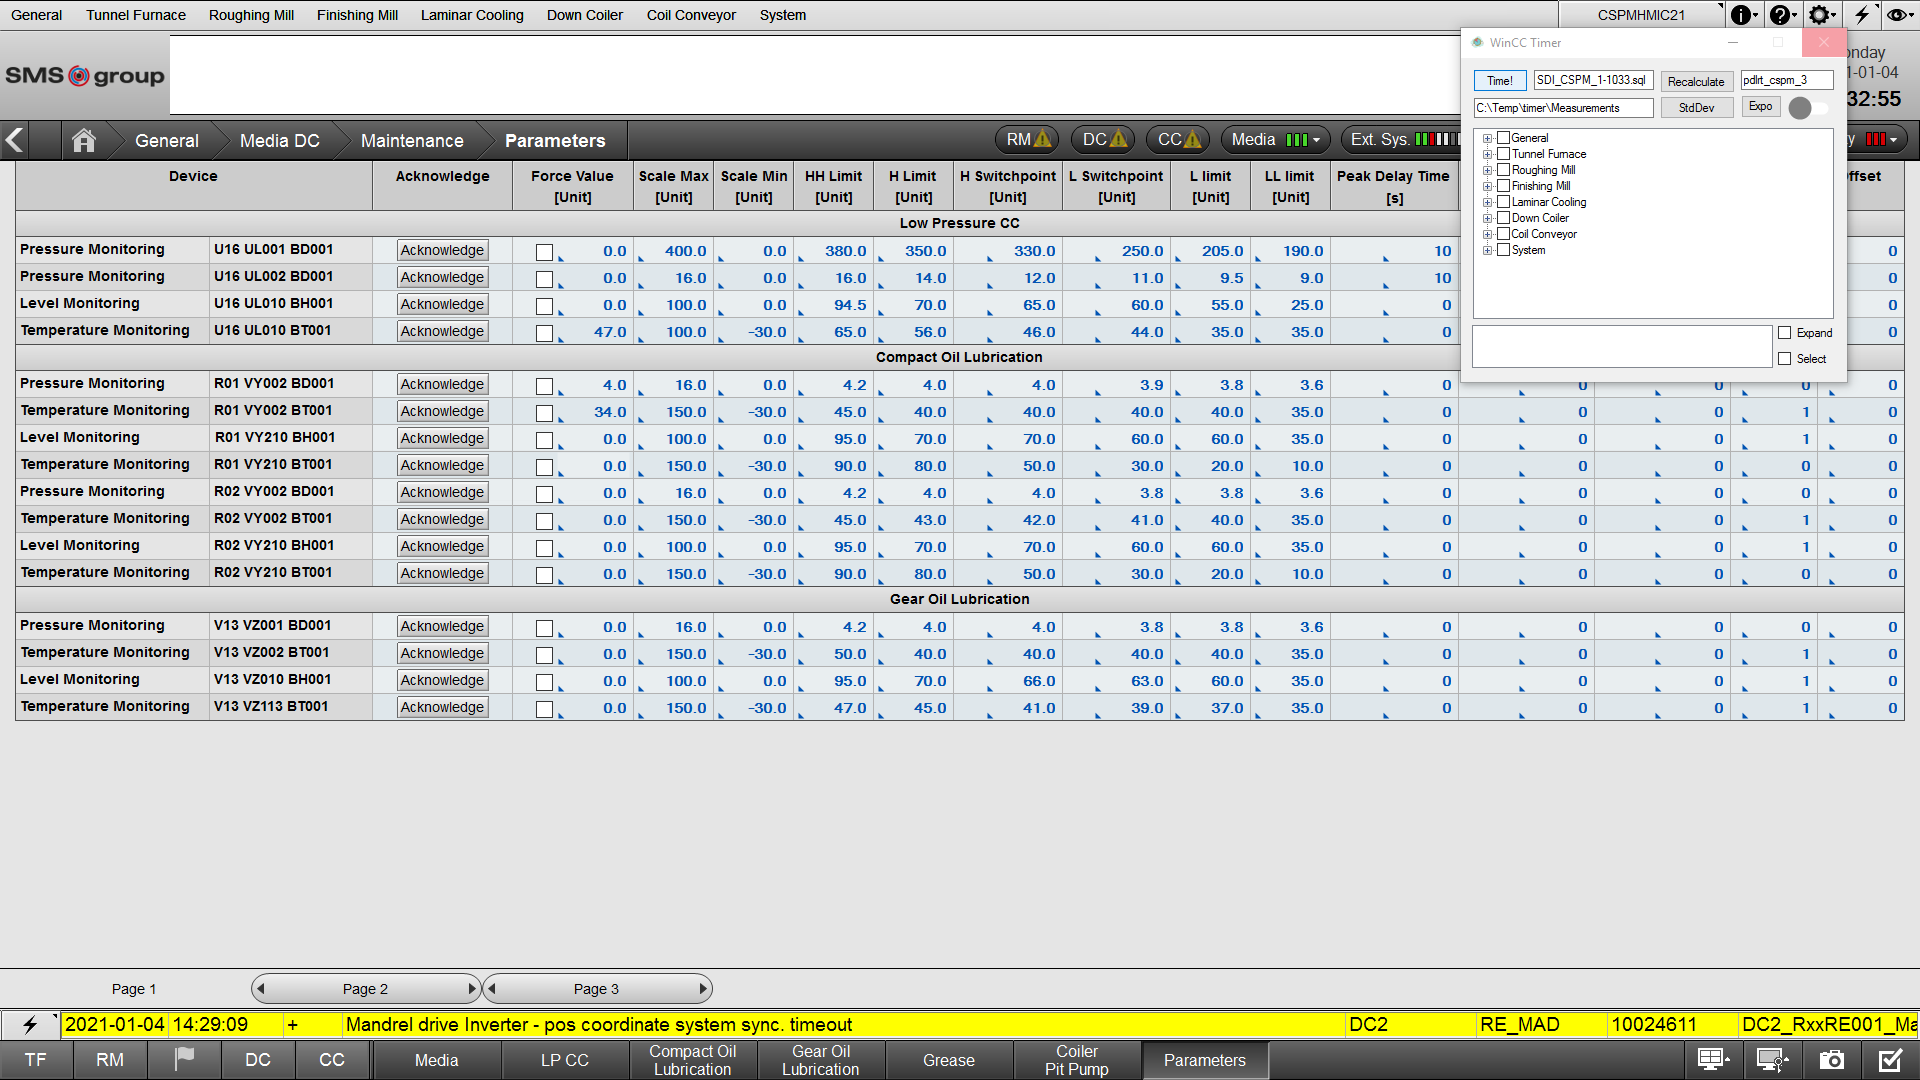 General Tunnel Furnace Roughing Mill Finishing Mill Laminar Cooling Down Coiler Coil Conveyor System CSPMHMIC21
SMS group
WinCC Timer
Time! SDI_CSPM_1-1033.sql Recalculate pdlrt_cspm_3
C:\Temp\timer\Measurements StdDev Expo
General
Tunnel Furnace
Roughing Mill
Finishing Mill
Laminar Cooling
Down Coiler
Coil Conveyor
System
Expand
Select
1-01-04
32:55
General Media DC Maintenance Parameters RM DC CC Media Ext. Sys.
Device Acknowledge Force Value [Unit] Scale Max [Unit] Scale Min [Unit] HH Limit [Unit] H Limit [Unit] H Switchpoint [Unit] L Switchpoint [Unit] L limit [Unit] LL limit [Unit] Peak Delay Time [s]
Low Pressure CC
Pressure Monitoring U16 UL001 BD001 Acknowledge 0.0 400.0 0.0 380.0 350.0 330.0 250.0 205.0 190.0 10 0
Pressure Monitoring U16 UL002 BD001 Acknowledge 0.0 16.0 0.0 16.0 14.0 12.0 11.0 9.5 9.0 10 0
Level Monitoring U16 UL010 BH001 Acknowledge 0.0 100.0 0.0 94.5 70.0 65.0 60.0 55.0 25.0 0 0
Temperature Monitoring U16 UL010 BT001 Acknowledge 47.0 100.0 -30.0 65.0 56.0 46.0 44.0 35.0 35.0 0 0
Compact Oil Lubrication
Pressure Monitoring R01 VY002 BD001 Acknowledge 4.0 16.0 0.0 4.2 4.0 4.0 3.9 3.8 3.6 0 0 0 0 0
Temperature Monitoring R01 VY002 BT001 Acknowledge 34.0 150.0 -30.0 45.0 40.0 40.0 40.0 40.0 35.0 0 0 0 1 0
Level Monitoring R01 VY210 BH001 Acknowledge 0.0 100.0 0.0 95.0 70.0 70.0 60.0 60.0 35.0 0 0 0 1 0
Temperature Monitoring R01 VY210 BT001 Acknowledge 0.0 150.0 -30.0 90.0 80.0 50.0 30.0 20.0 10.0 0 0 0 0 0
Pressure Monitoring R02 VY002 BD001 Acknowledge 0.0 16.0 0.0 4.2 4.0 4.0 3.8 3.8 3.6 0 0 0 0 0
Temperature Monitoring R02 VY002 BT001 Acknowledge 0.0 150.0 -30.0 45.0 43.0 42.0 41.0 40.0 35.0 0 0 0 1 0
Level Monitoring R02 VY210 BH001 Acknowledge 0.0 100.0 0.0 95.0 70.0 70.0 60.0 60.0 35.0 0 0 0 1 0
Temperature Monitoring R02 VY210 BT001 Acknowledge 0.0 150.0 -30.0 90.0 80.0 50.0 30.0 20.0 10.0 0 0 0 0 0
Gear Oil Lubrication
Pressure Monitoring V13 VZ001 BD001 Acknowledge 0.0 16.0 0.0 4.2 4.0 4.0 3.8 3.8 3.6 0 0 0 0 0
Temperature Monitoring V13 VZ002 BT001 Acknowledge 0.0 150.0 -30.0 50.0 40.0 40.0 40.0 40.0 35.0 0 0 0 1 0
Level Monitoring V13 VZ010 BH001 Acknowledge 0.0 100.0 0.0 95.0 70.0 66.0 63.0 60.0 35.0 0 0 0 1 0
Temperature Monitoring V13 VZ113 BT001 Acknowledge 0.0 150.0 -30.0 47.0 45.0 41.0 39.0 37.0 35.0 0 0 0 1 0
Page 1 Page 2 Page 3
2021-01-04 14:29:09 + Mandrel drive Inverter - pos coordinate system sync. timeout DC2 RE_MAD 10024611 DC2_RxxRE001_Ma
TF RM DC CC Media LP CC Compact Oil Lubrication Gear Oil Lubrication Grease Coiler Pit Pump Parameters